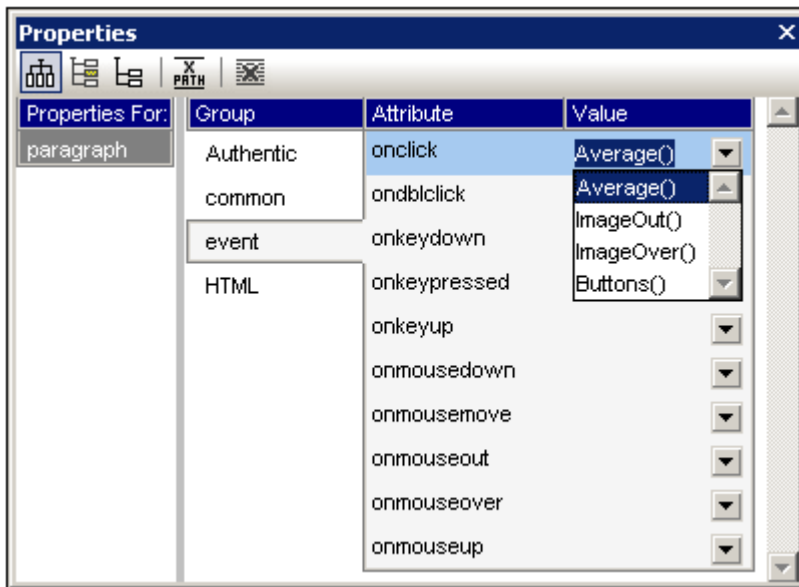 Properties
X PATH
Properties For: Group Attribute Value
paragraph Authentic onclick Average()
common ondblclick Average()
ImageOut()
event onkeydown ImageOver()
HTML onkeypressed Buttons()
onkeyup
onmousedown
onmousemove
onmouseout
onmouseover
onmouseup